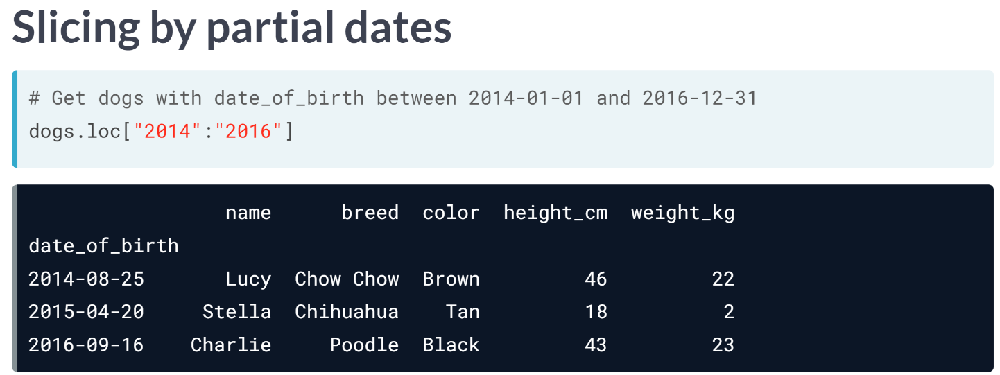 Slicing by partial dates
# Get dogs with date_of_birth between 2014-01-01 and 2016-12-31
dogs.loc["2014":"2016"]
name breed color height_cm weight_kg
date_of_birth
2014-08-25 Lucy Chow Chow Brown 46 22
2015-04-20 Stella Chihuahua Tan 18 2
2016-09-16 Charlie Poodle Black 43 23